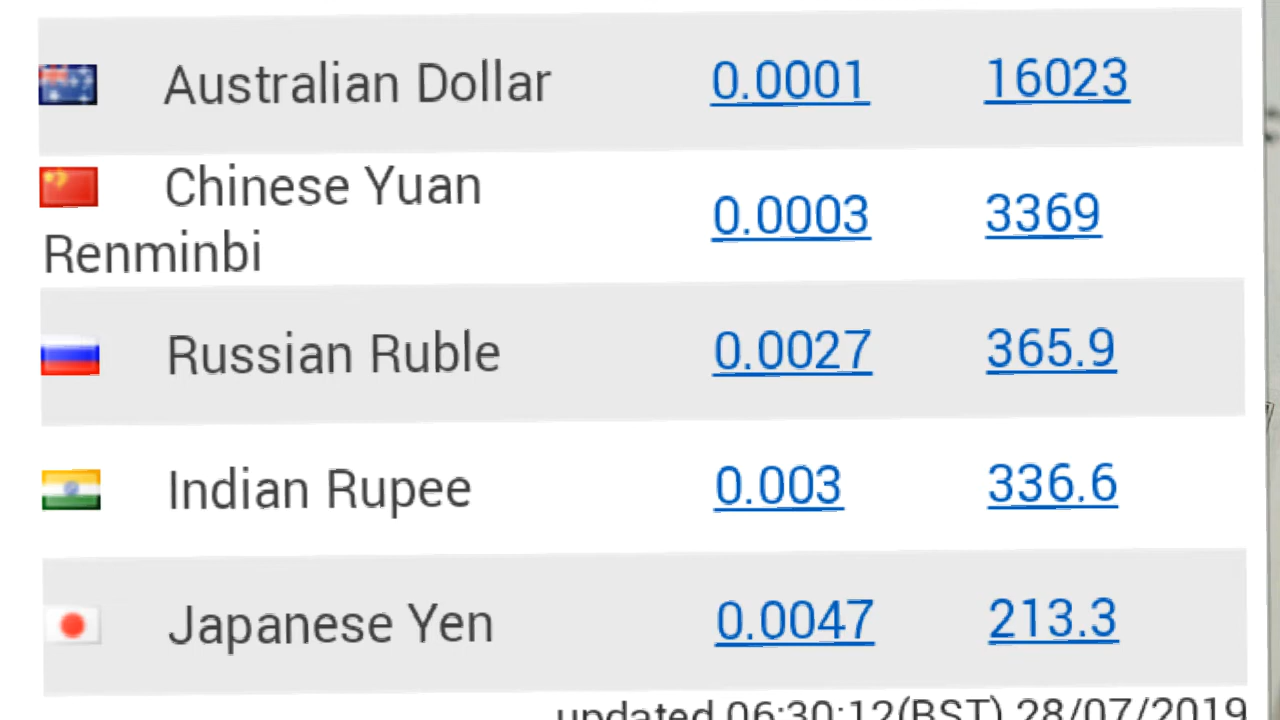 Australian Dollar 0.0001 16023
Chinese Yuan
Renminbi 0.0003 3369
Russian Ruble 0.0027 365.9
Indian Rupee 0.003 336.6
Japanese Yen 0.0047 213.3
updated 06:30:12(BST) 28/07/2019